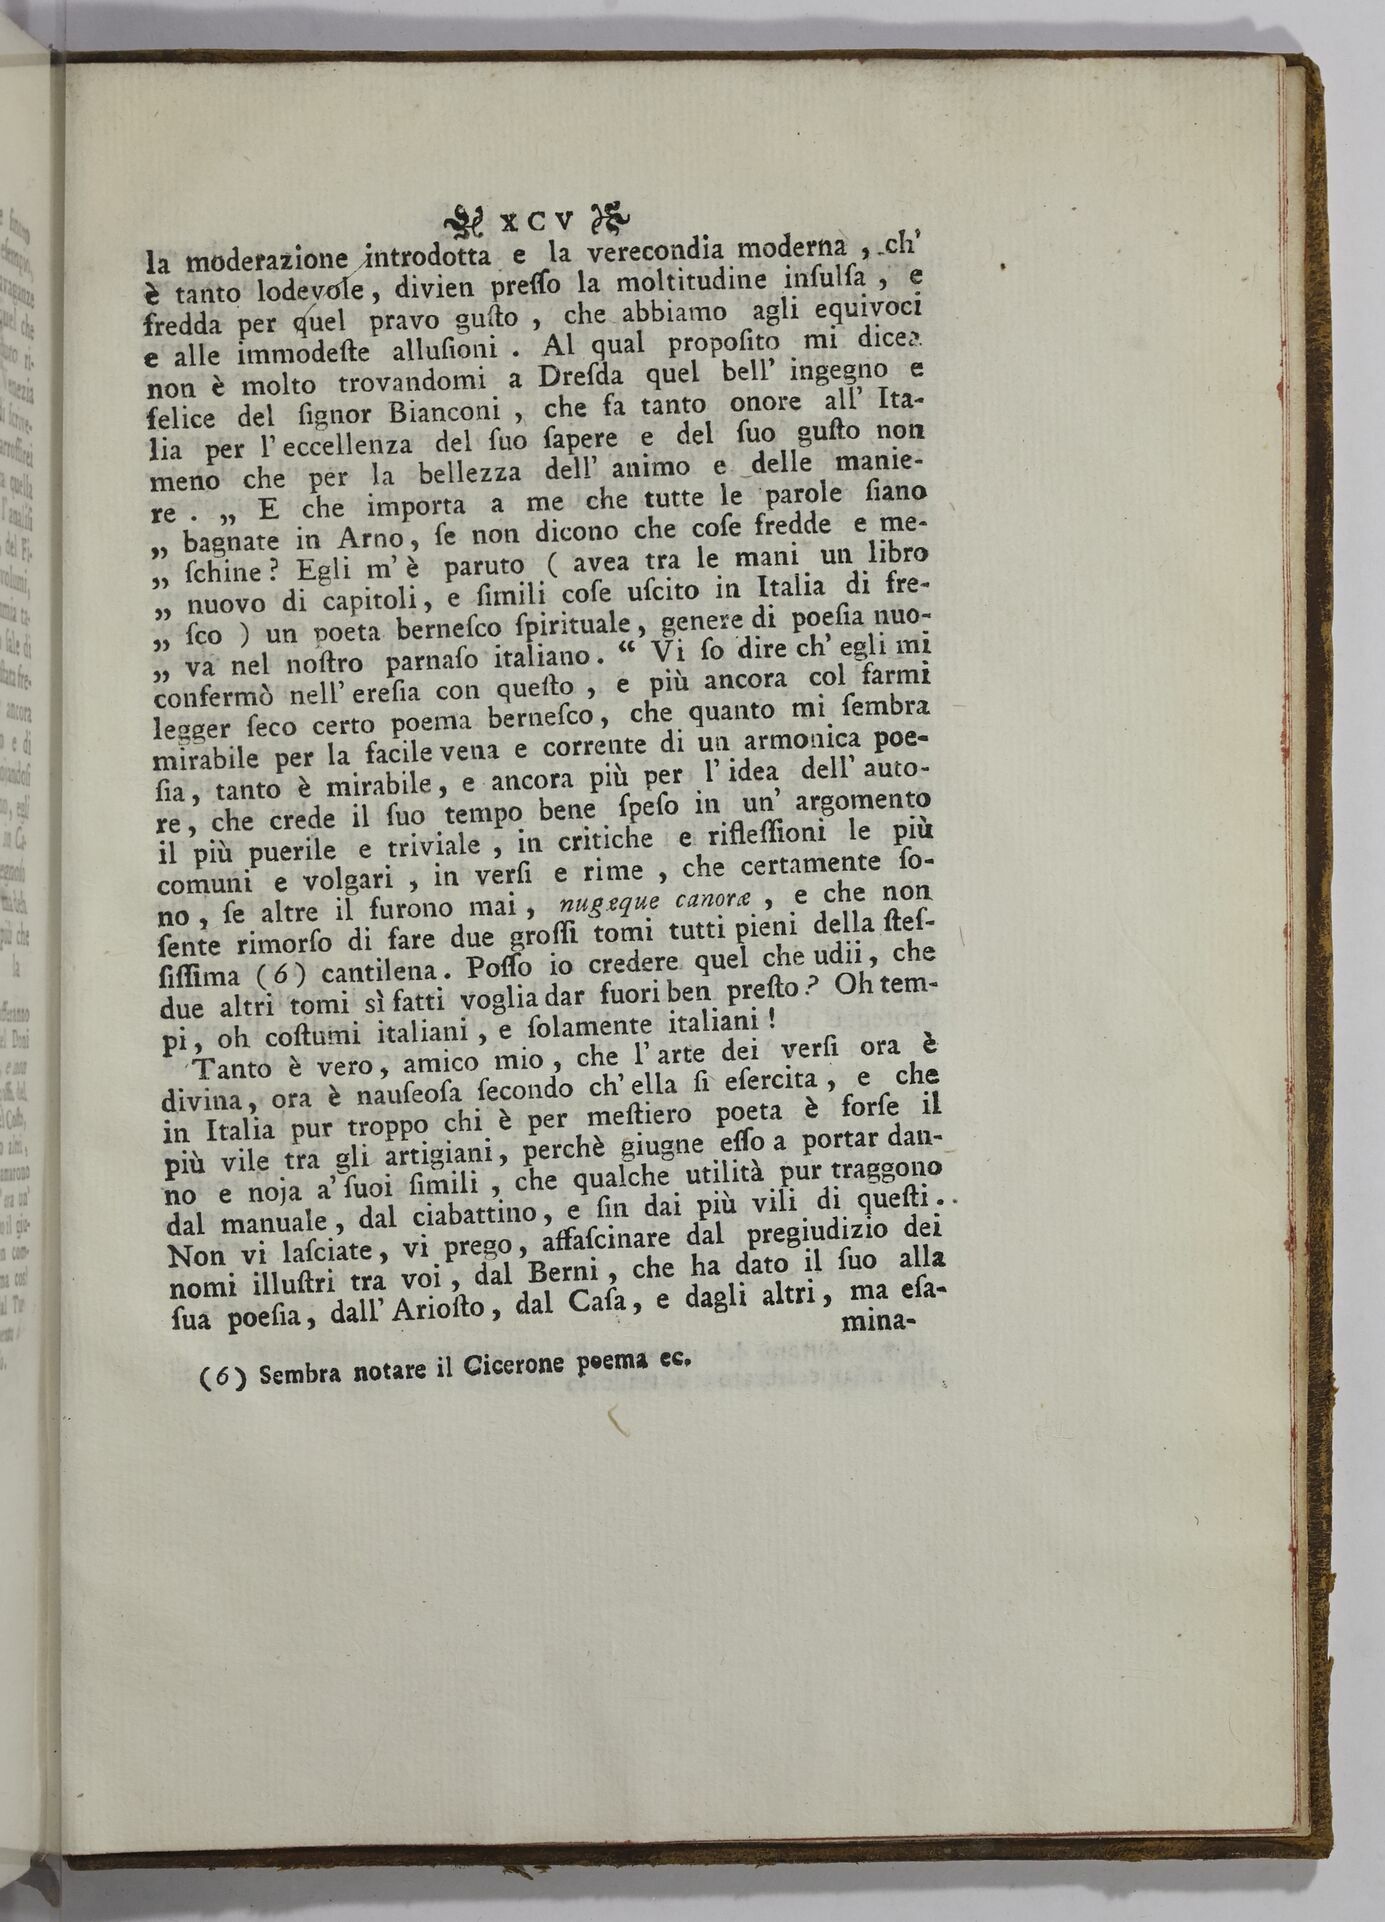 XCV
la moderazione introdotta e la verecondia moderna, ch'
è tanto lodevole, divien preſſo la moltitudine inſulſa, e
fredda per quel pravo guſto, che abbiamo agli equivoci
e alle immodeſte alluſioni. Al qual propoſito mi dicea
non è molto trovandomi a Dreſda quel bell' ingegno e
felice del ſignor Bianconi, che fa tanto onore all' Ita-
lia per l'eccellenza del ſuo ſapere e del ſuo guſto non
meno che per la bellezza dell' animo e delle manie-
re. „ E che importa a me che tutte le parole ſiano
„ bagnate in Arno, ſe non dicono che coſe fredde e me-
„ ſchine? Egli m'è paruto ( avea tra le mani un libro
„ nuovo di capitoli, e ſimili coſe uſcito in Italia di fre-
„ ſco ) un poeta berneſco ſpirituale, genere di poeſia nuo-
„ va nel noſtro parnaſo italiano. “ Vi ſo dire ch' egli mi
confermò nell' ereſia con queſto, e più ancora col farmi
legger ſeco certo poema berneſco, che quanto mi ſembra
mirabile per la facile vena e corrente di un armonica poe-
ſia, tanto è mirabile, e ancora più per l'idea dell' auto-
re, che crede il ſuo tempo bene ſpeſo in un' argomento
il più puerile e triviale, in critiche e rifleſſioni le più
comuni e volgari, in verſi e rime, che certamente ſo-
no, ſe altre il furono mai, nugæque canoræ, e che non
ſente rimorſo di fare due groſſi tomi tutti pieni della ſteſ-
ſiſſima (6) cantilena. Poſſo io credere quel che udii, che
due altri tomi sì fatti voglia dar fuori ben preſto? Oh tem-
pi, oh coſtumi italiani, e ſolamente italiani!
Tanto è vero, amico mio, che l'arte dei verſi ora è
divina, ora è nauſeoſa ſecondo ch' ella ſi eſercita, e che
in Italia pur troppo chi è per meſtiero poeta è forſe il
più vile tra gli artigiani, perchè giugne eſſo a portar dan-
no e noja a' ſuoi ſimili, che qualche utilità pur traggono
dal manuale, dal ciabattino, e ſin dai più vili di queſti.
Non vi laſciate, vi prego, affaſcinare dal pregiudizio dei
nomi illuſtri tra voi, dal Berni, che ha dato il ſuo alla
ſua poeſia, dall' Arioſto, dal Caſa, e dagli altri, ma eſa-
mina-
(6) Sembra notare il Cicerone poema ec.